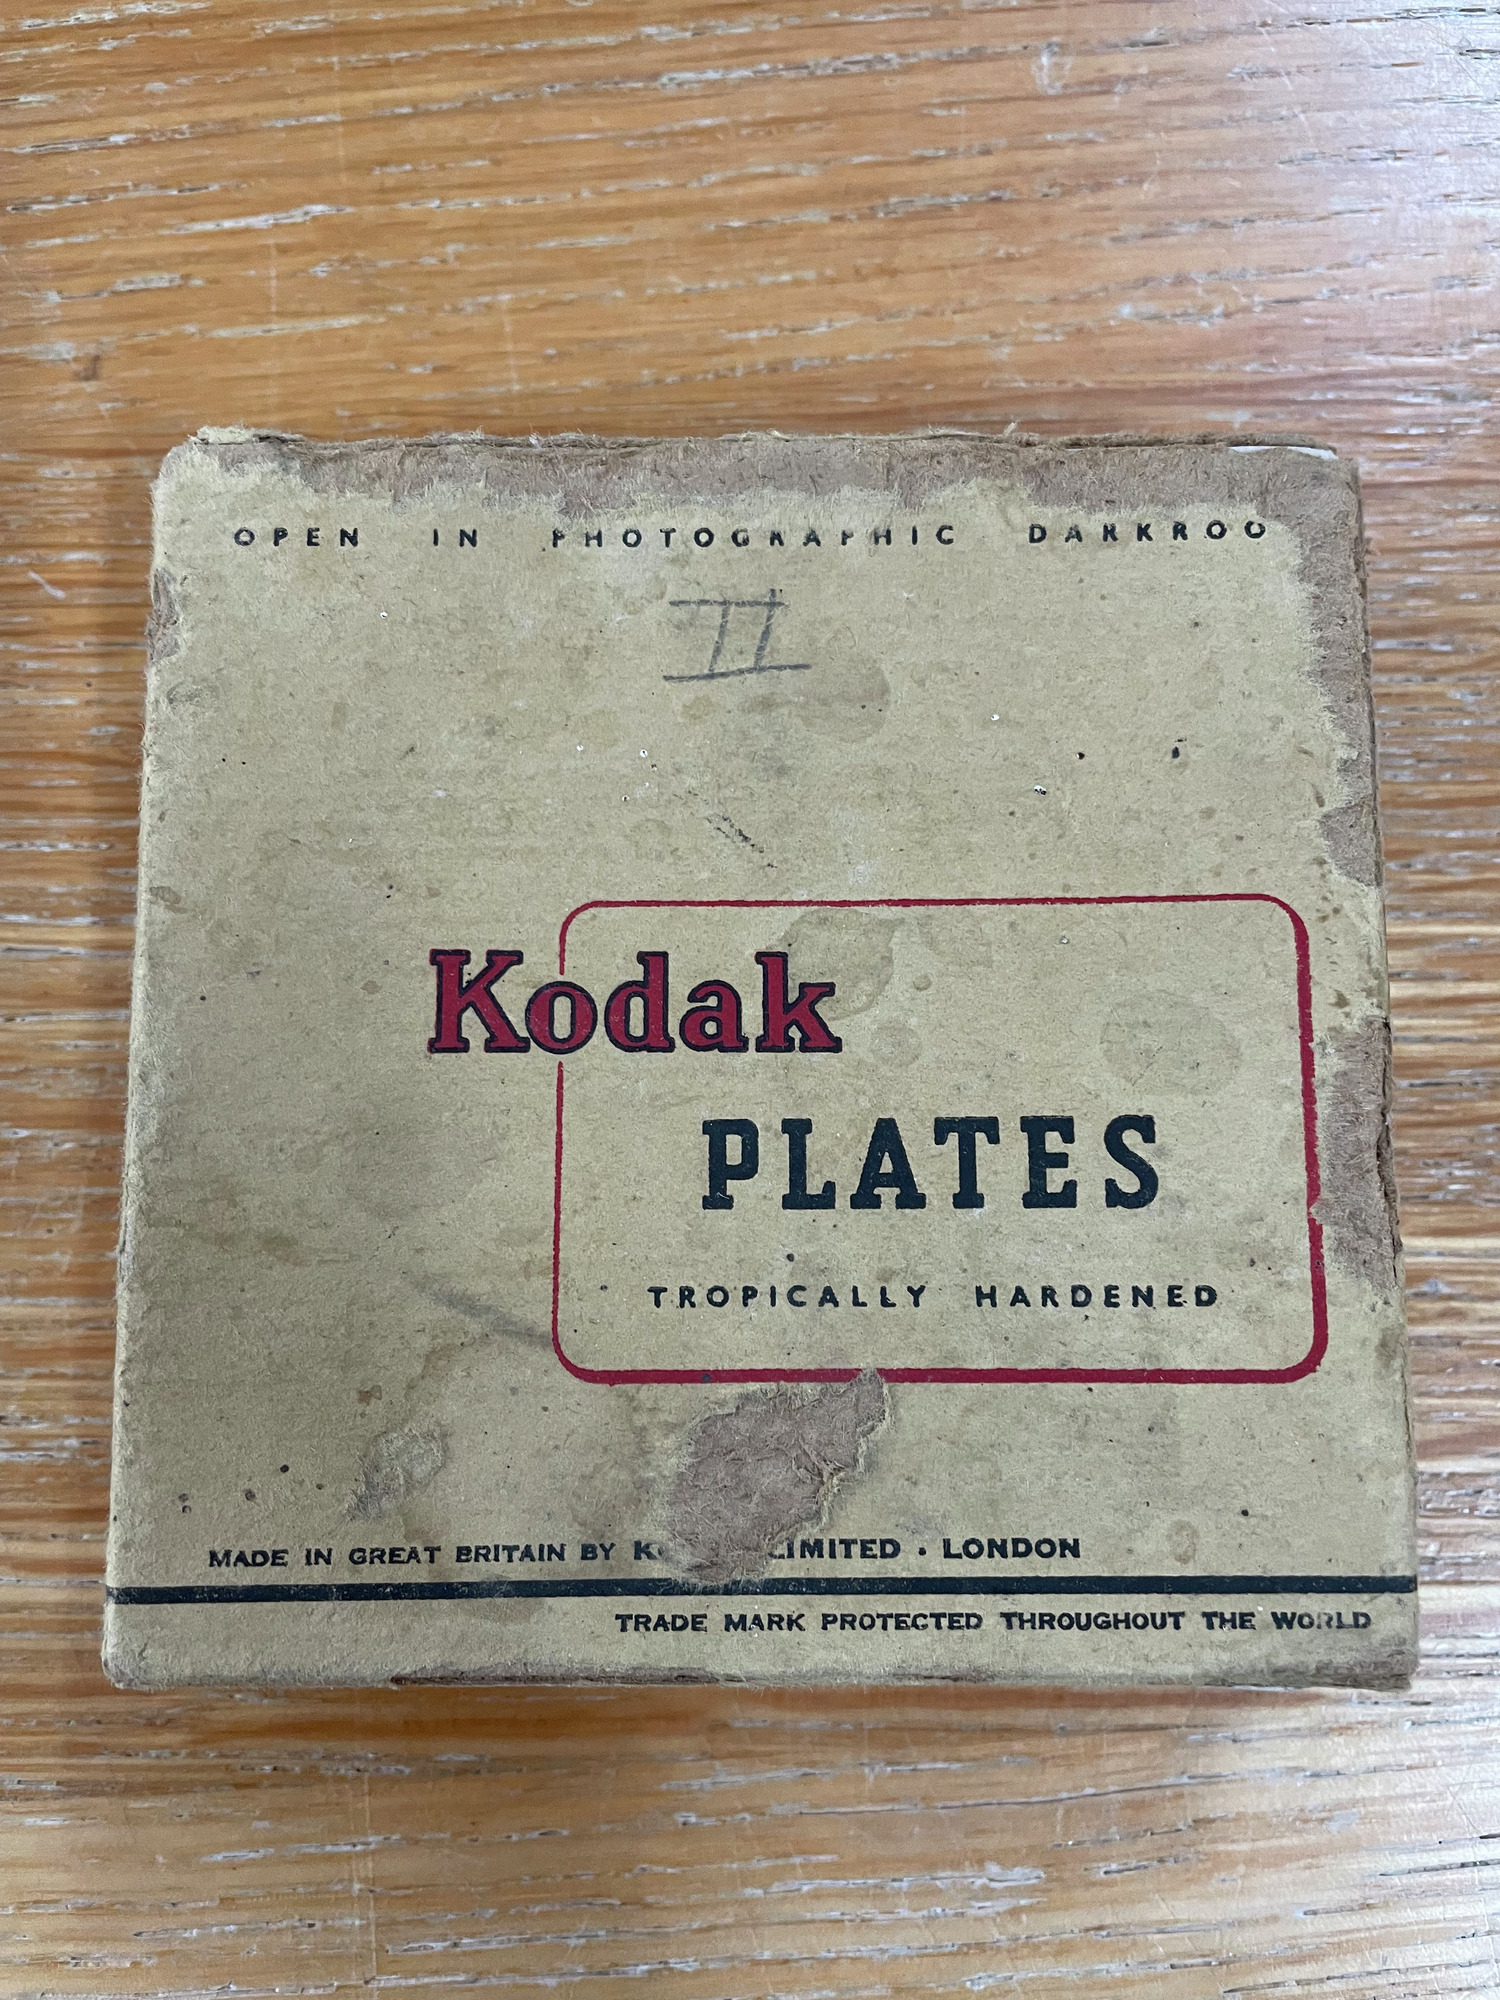 OPEN IN PHOTOGRAPHIC DARKROO
II
Kodak
PLATES
TROPICALLY HARDENED
MADE IN GREAT BRITAIN BY LIMITED · LONDON
TRADE MARK PROTECTED THROUGHOUT THE WORLD